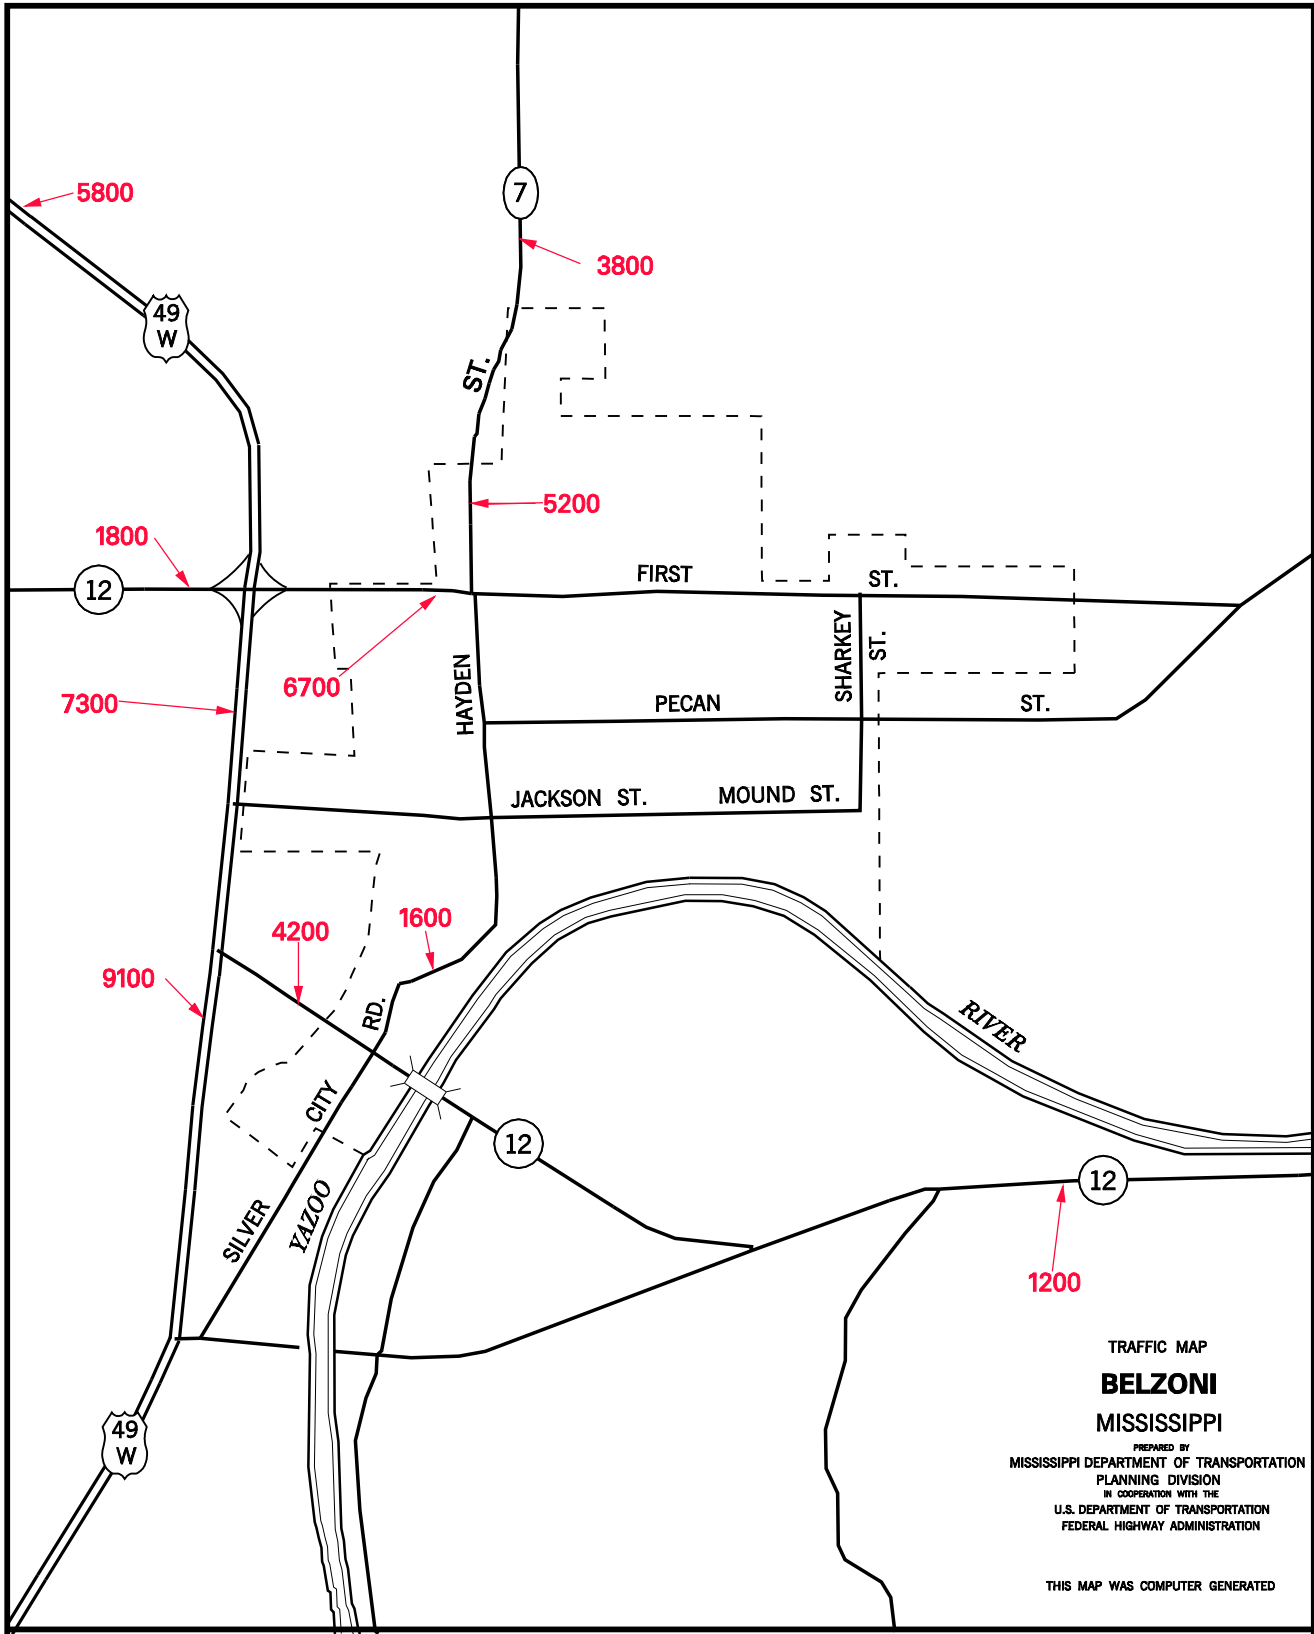 5800
7
3800
49
W
ST.
5200
1800
12
FIRST ST.
6700
SHARKEY ST.
HAYDEN
7300
PECAN ST.
JACKSON ST. MOUND ST.
1600
4200
9100
RD.
RIVER
CITY
12
12
YAZOO
SILVER
1200
49
W
TRAFFIC MAP
BELZONI
MISSISSIPPI
PREPARED BY
MISSISSIPPI DEPARTMENT OF TRANSPORTATION
PLANNING DIVISION
IN COOPERATION WITH THE
U.S. DEPARTMENT OF TRANSPORTATION
FEDERAL HIGHWAY ADMINISTRATION
THIS MAP WAS COMPUTER GENERATED